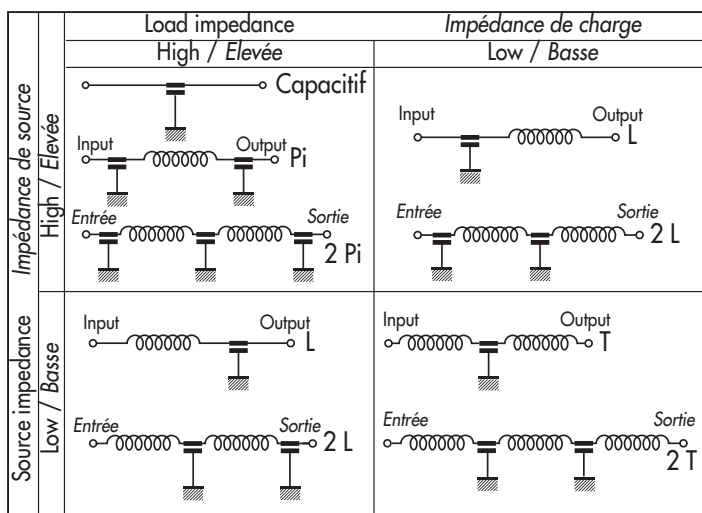 Load impedance
Impédance de charge
High / Elevée
Low / Basse
Impédance de source
High / Elevée
Capacitif
Input
Output
Pi
Entrée
Sortie
2 Pi
Input
Output
L
Entrée
Sortie
2 L
Source impedance
Low / Basse
Input
Output
L
Entrée
Sortie
2 L
Input
Output
T
Entrée
Sortie
2 T